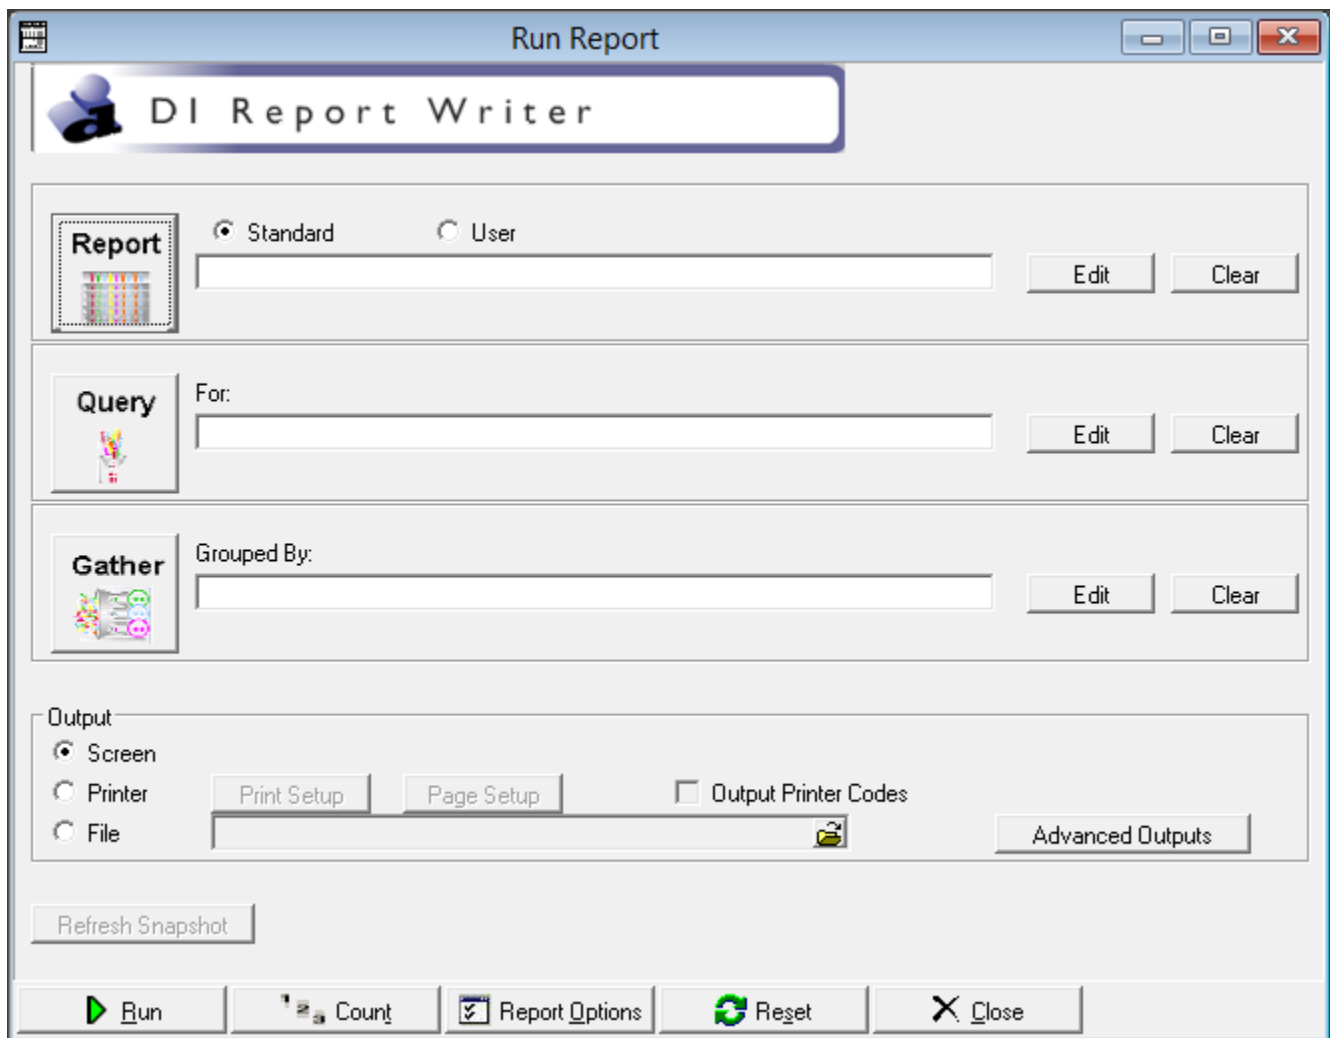 Run Report
DI Report Writer
Report
Standard User
Edit Clear
Query
For:
Edit Clear
Gather
Grouped By:
Edit Clear
Output
Screen
Printer Print Setup Page Setup Output Printer Codes
File Advanced Outputs
Refresh Snapshot
Run 123 Count Report Options Reset Close